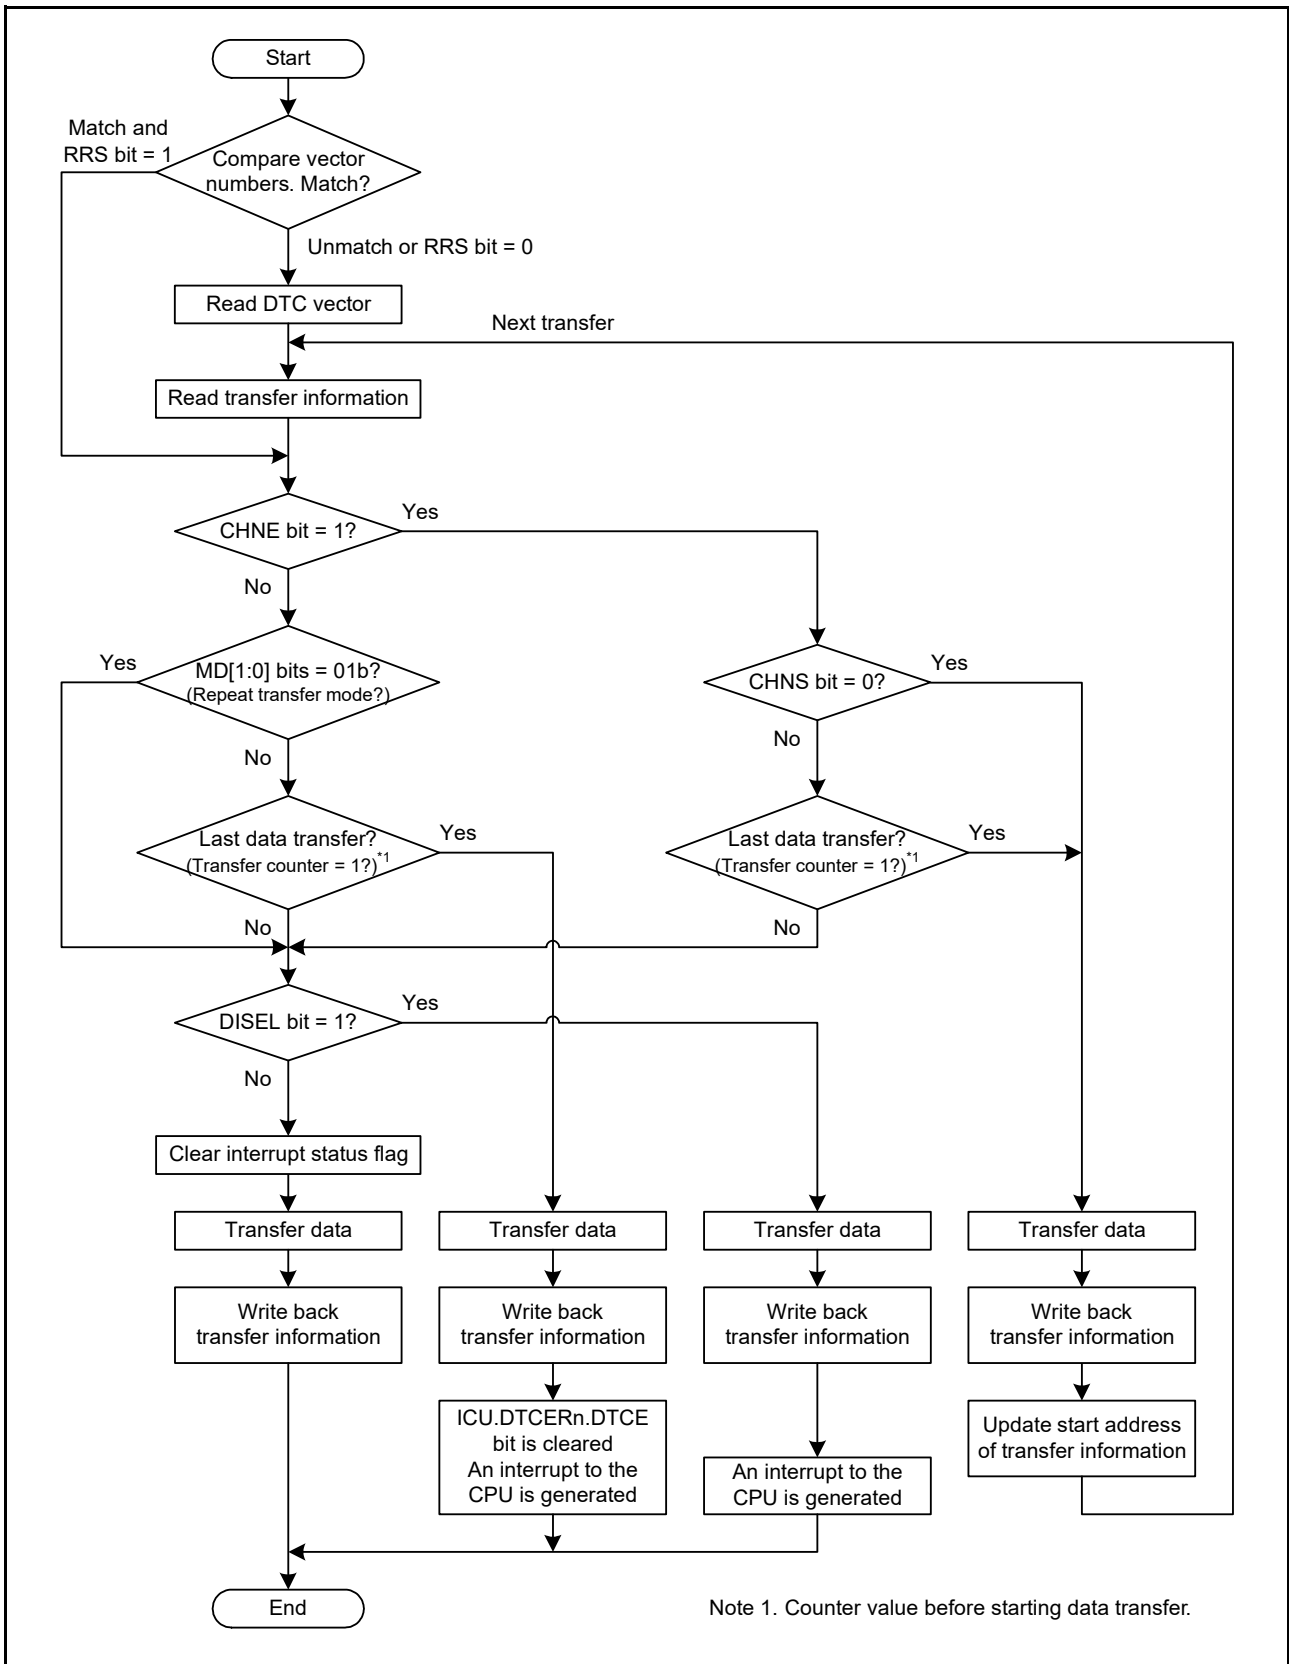 Start
Match and
RRS bit = 1
Compare vector
numbers. Match?
Unmatch or RRS bit = 0
Read DTC vector
Next transfer
Read transfer information
CHNE bit = 1?
Yes
No
MD[1:0] bits = 01b?
(Repeat transfer mode?)
Yes
No
CHNS bit = 0?
Yes
No
Last data transfer?
(Transfer counter = 1?)*1
Yes
No
Last data transfer?
(Transfer counter = 1?)*1
Yes
No
DISEL bit = 1?
Yes
No
Clear interrupt status flag
Transfer data
Transfer data
Transfer data
Transfer data
Write back
transfer information
Write back
transfer information
Write back
transfer information
Write back
transfer information
ICU.DTCERn.DTCE
bit is cleared
An interrupt to the
CPU is generated
An interrupt to the
CPU is generated
Update start address
of transfer information
End
Note 1. Counter value before starting data transfer.